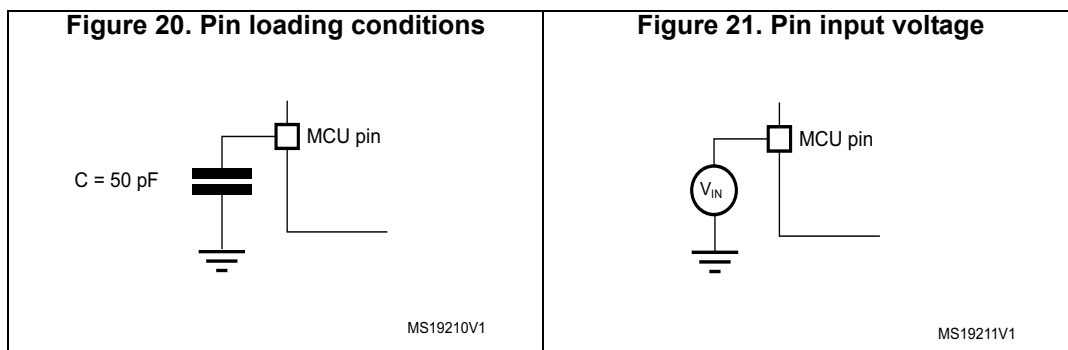 Figure 20. Pin loading conditions
MCU pin
C = 50 pF
MS19210V1
Figure 21. Pin input voltage
MCU pin
VIN
MS19211V1